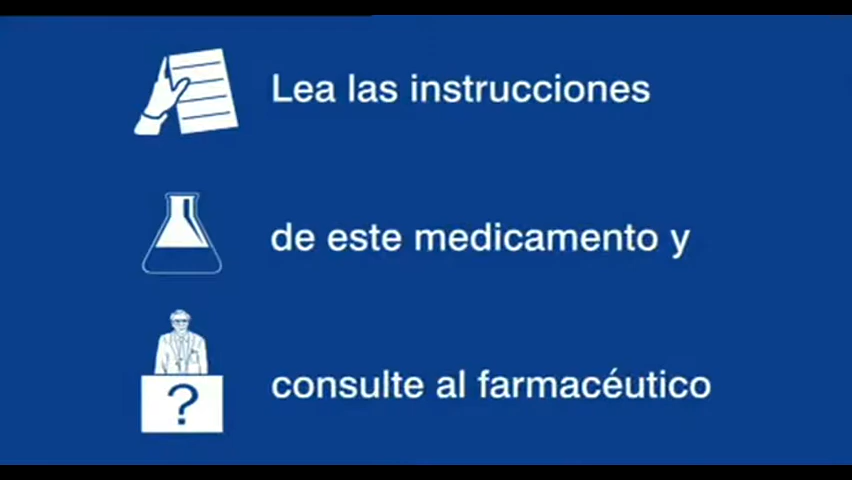 Lea las instrucciones
de este medicamento y
consulte al farmacéutico
?